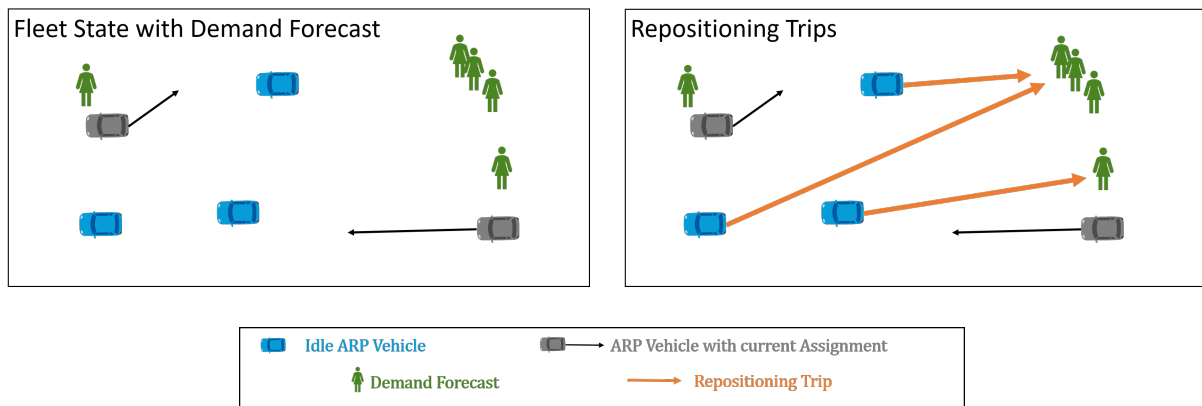 Fleet State with Demand Forecast
Repositioning Trips
Idle ARP Vehicle
ARP Vehicle with current Assignment
Demand Forecast
Repositioning Trip